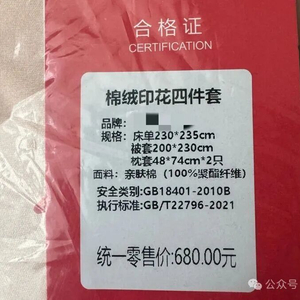 合格证
CERTIFICATION
棉绒印花四件套
品牌:
规格: 床单230*235cm
被套200*230cm
枕套48*74cm*2只
面料: 亲肤棉 (100%聚酯纤维)
安全类别:GB18401-2010B
执行标准:GB/T22796-2021
统一零售价:680.00元
公众号